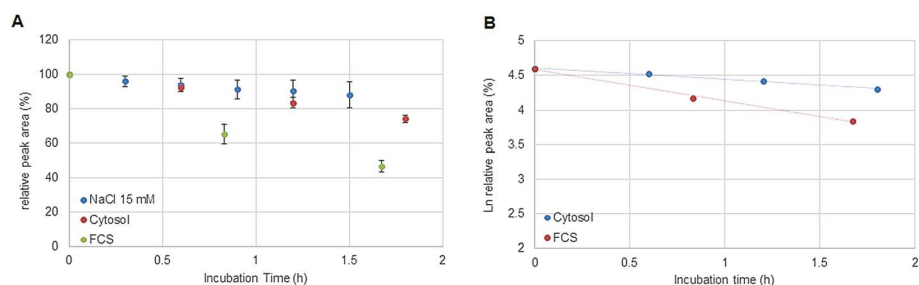 A
120
100
80
60
40
20
0
relative peak area (%)
NaCl 15 mM
Cytosol
FCS
0
0.5
1
1.5
2
Incubation Time (h)
B
5
4.5
4
3.5
3
2.5
2
Ln relative peak area (%)
Cytosol
FCS
0
0.5
1
1.5
2
Incubation time (h)